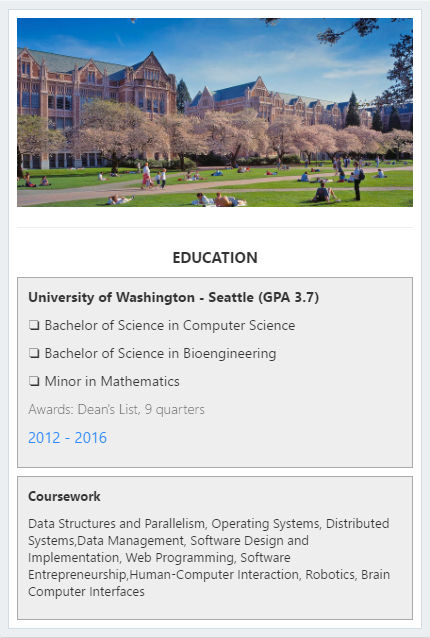 EDUCATION
University of Washington - Seattle (GPA 3.7)
❏ Bachelor of Science in Computer Science
❏ Bachelor of Science in Bioengineering
❏ Minor in Mathematics
Awards: Dean's List, 9 quarters
2012 - 2016
Coursework
Data Structures and Parallelism, Operating Systems, Distributed
Systems,Data Management, Software Design and
Implementation, Web Programming, Software
Entrepreneurship,Human-Computer Interaction, Robotics, Brain
Computer Interfaces